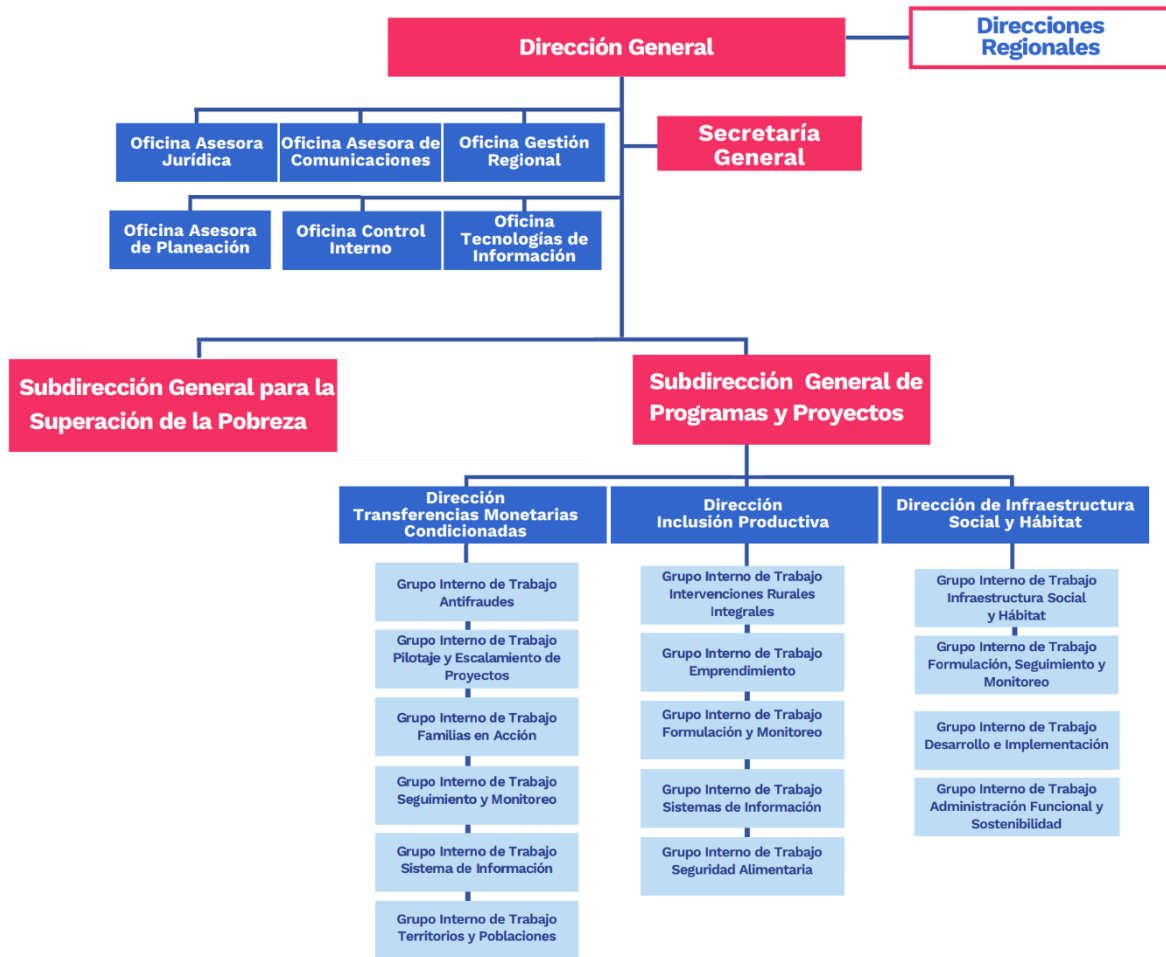 Dirección General
Direcciones
Regionales
Oficina Asesora
Jurídica
Oficina Asesora de
Comunicaciones
Oficina Gestión
Regional
Secretaría
General
Oficina Asesora
de Planeación
Oficina Control
Interno
Oficina
Tecnologías de
Información
Subdirección General para la
Superación de la Pobreza
Subdirección General de
Programas y Proyectos
Dirección
Transferencias Monetarias
Condicionadas
Dirección
Inclusión Productiva
Dirección de Infraestructura
Social y Hábitat
Grupo Interno de Trabajo
Antifraudes
Grupo Interno de Trabajo
Pilotaje y Escalamiento de
Proyectos
Grupo Interno de Trabajo
Familias en Acción
Grupo Interno de Trabajo
Seguimiento y Monitoreo
Grupo Interno de Trabajo
Sistema de Información
Grupo Interno de Trabajo
Territorios y Poblaciones
Grupo Interno de Trabajo
Intervenciones Rurales
Integrales
Grupo Interno de Trabajo
Emprendimiento
Grupo Interno de Trabajo
Formulación y Monitoreo
Grupo Interno de Trabajo
Sistemas de Información
Grupo Interno de Trabajo
Seguridad Alimentaria
Grupo Interno de Trabajo
Infraestructura Social
y Hábitat
Grupo Interno de Trabajo
Formulación, Seguimiento y
Monitoreo
Grupo Interno de Trabajo
Desarrollo e Implementación
Grupo Interno de Trabajo
Administración Funcional y
Sostenibilidad